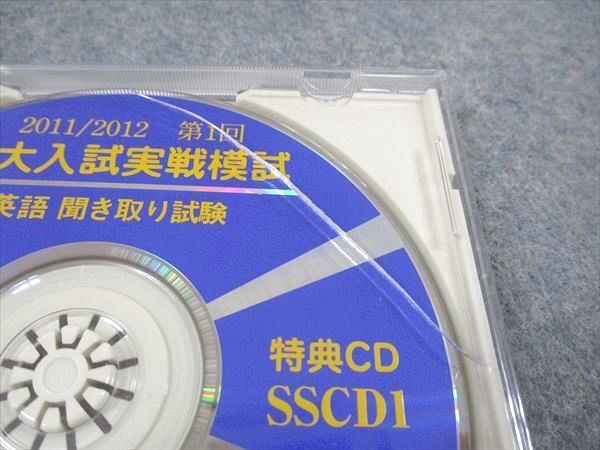 2011/2012 第1回
大入試実戦模試
英語 聞き取り試験
特典CD
SSCD1